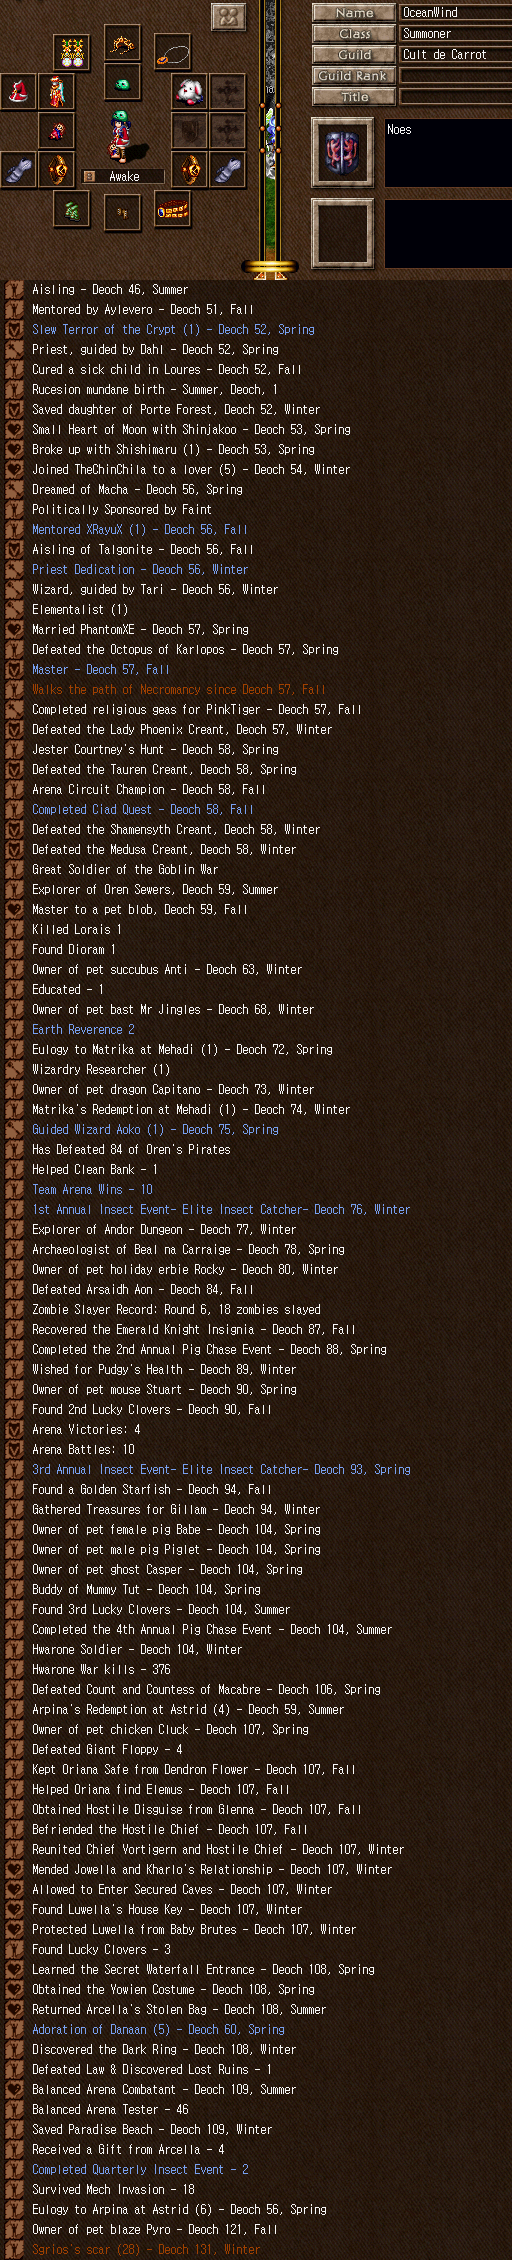 Name OceanWind
Class Summoner
Guild Cult de Carrot
Guild Rank
Title
Noes
Awake
Aisling - Deoch 46, Summer
Mentored by Aylevero - Deoch 51, Fall
Slew Terror of the Crypt (1) - Deoch 52, Spring
Priest, guided by Dahl - Deoch 52, Spring
Cured a sick child in Loures - Deoch 52, Fall
Rucesion mundane birth - Summer, Deoch, 1
Saved daughter of Porte Forest, Deoch 52, Winter
Small Heart of Moon with Shinjakoo - Deoch 53, Spring
Broke up with Shishimaru (1) - Deoch 53, Spring
Joined TheChinChila to a lover (5) - Deoch 54, Winter
Dreamed of Macha - Deoch 56, Spring
Politically Sponsored by Faint
Mentored XRayuX (1) - Deoch 56, Fall
Aisling of Talgonite - Deoch 56, Fall
Priest Dedication - Deoch 56, Winter
Wizard, guided by Tari - Deoch 56, Winter
Elementalist (1)
Married PhantomXE - Deoch 57, Spring
Defeated the Octopus of Karlopos - Deoch 57, Spring
Master - Deoch 57, Fall
Walks the path of Necromancy since Deoch 57, Fall
Completed religious geas for PinkTiger - Deoch 57, Fall
Defeated the Lady Phoenix Creant, Deoch 57, Winter
Jester Courtney's Hunt - Deoch 58, Spring
Defeated the Tauren Creant, Deoch 58, Spring
Arena Circuit Champion - Deoch 58, Fall
Completed Ciad Quest - Deoch 58, Fall
Defeated the Shamensyth Creant, Deoch 58, Winter
Defeated the Medusa Creant, Deoch 58, Winter
Great Soldier of the Goblin War
Explorer of Oren Sewers, Deoch 59, Summer
Master to a pet blob, Deoch 59, Fall
Killed Lorais 1
Found Dioram 1
Owner of pet succubus Anti - Deoch 63, Winter
Educated - 1
Owner of pet bast Mr Jingles - Deoch 68, Winter
Earth Reverence 2
Eulogy to Matrika at Mehadi (1) - Deoch 72, Spring
Wizardry Researcher (1)
Owner of pet dragon Capitano - Deoch 73, Winter
Matrika's Redemption at Mehadi (1) - Deoch 74, Winter
Guided Wizard Aoko (1) - Deoch 75, Spring
Has Defeated 84 of Oren's Pirates
Helped Clean Bank - 1
Team Arena Wins - 10
1st Annual Insect Event- Elite Insect Catcher- Deoch 76, Winter
Explorer of Andor Dungeon - Deoch 77, Winter
Archaeologist of Beal na Carraige - Deoch 78, Spring
Owner of pet holiday erbie Rocky - Deoch 80, Winter
Defeated Arsaidh Aon - Deoch 84, Fall
Zombie Slayer Record: Round 6, 18 zombies slayed
Recovered the Emerald Knight Insignia - Deoch 87, Fall
Completed the 2nd Annual Pig Chase Event - Deoch 88, Spring
Wished for Pudgy's Health - Deoch 89, Winter
Owner of pet mouse Stuart - Deoch 90, Spring
Found 2nd Lucky Clovers - Deoch 90, Fall
Arena Victories: 4
Arena Battles: 10
3rd Annual Insect Event- Elite Insect Catcher- Deoch 93, Spring
Found a Golden Starfish - Deoch 94, Fall
Gathered Treasures for Gillam - Deoch 94, Winter
Owner of pet female pig Babe - Deoch 104, Spring
Owner of pet male pig Piglet - Deoch 104, Spring
Owner of pet ghost Casper - Deoch 104, Spring
Buddy of Mummy Tut - Deoch 104, Spring
Found 3rd Lucky Clovers - Deoch 104, Summer
Completed the 4th Annual Pig Chase Event - Deoch 104, Summer
Hwarone Soldier - Deoch 104, Winter
Hwarone War kills - 376
Defeated Count and Countess of Macabre - Deoch 106, Spring
Arpina's Redemption at Astrid (4) - Deoch 59, Summer
Owner of pet chicken Cluck - Deoch 107, Spring
Defeated Giant Floppy - 4
Kept Oriana Safe from Dendron Flower - Deoch 107, Fall
Helped Oriana find Elemus - Deoch 107, Fall
Obtained Hostile Disguise from Glenna - Deoch 107, Fall
Befriended the Hostile Chief - Deoch 107, Fall
Reunited Chief Vortigern and Hostile Chief - Deoch 107, Winter
Mended Jowella and Kharlo's Relationship - Deoch 107, Winter
Allowed to Enter Secured Caves - Deoch 107, Winter
Found Luwella's House Key - Deoch 107, Winter
Protected Luwella from Baby Brutes - Deoch 107, Winter
Found Lucky Clovers - 3
Learned the Secret Waterfall Entrance - Deoch 108, Spring
Obtained the Yowien Costume - Deoch 108, Spring
Returned Arcella's Stolen Bag - Deoch 108, Summer
Adoration of Danaan (5) - Deoch 60, Spring
Discovered the Dark Ring - Deoch 108, Winter
Defeated Law & Discovered Lost Ruins - 1
Balanced Arena Combatant - Deoch 109, Summer
Balanced Arena Tester - 46
Saved Paradise Beach - Deoch 109, Winter
Received a Gift from Arcella - 4
Completed Quarterly Insect Event - 2
Survived Mech Invasion - 18
Eulogy to Arpina at Astrid (6) - Deoch 56, Spring
Owner of pet blaze Pyro - Deoch 121, Fall
Sgrios's scar (28) - Deoch 131, Winter